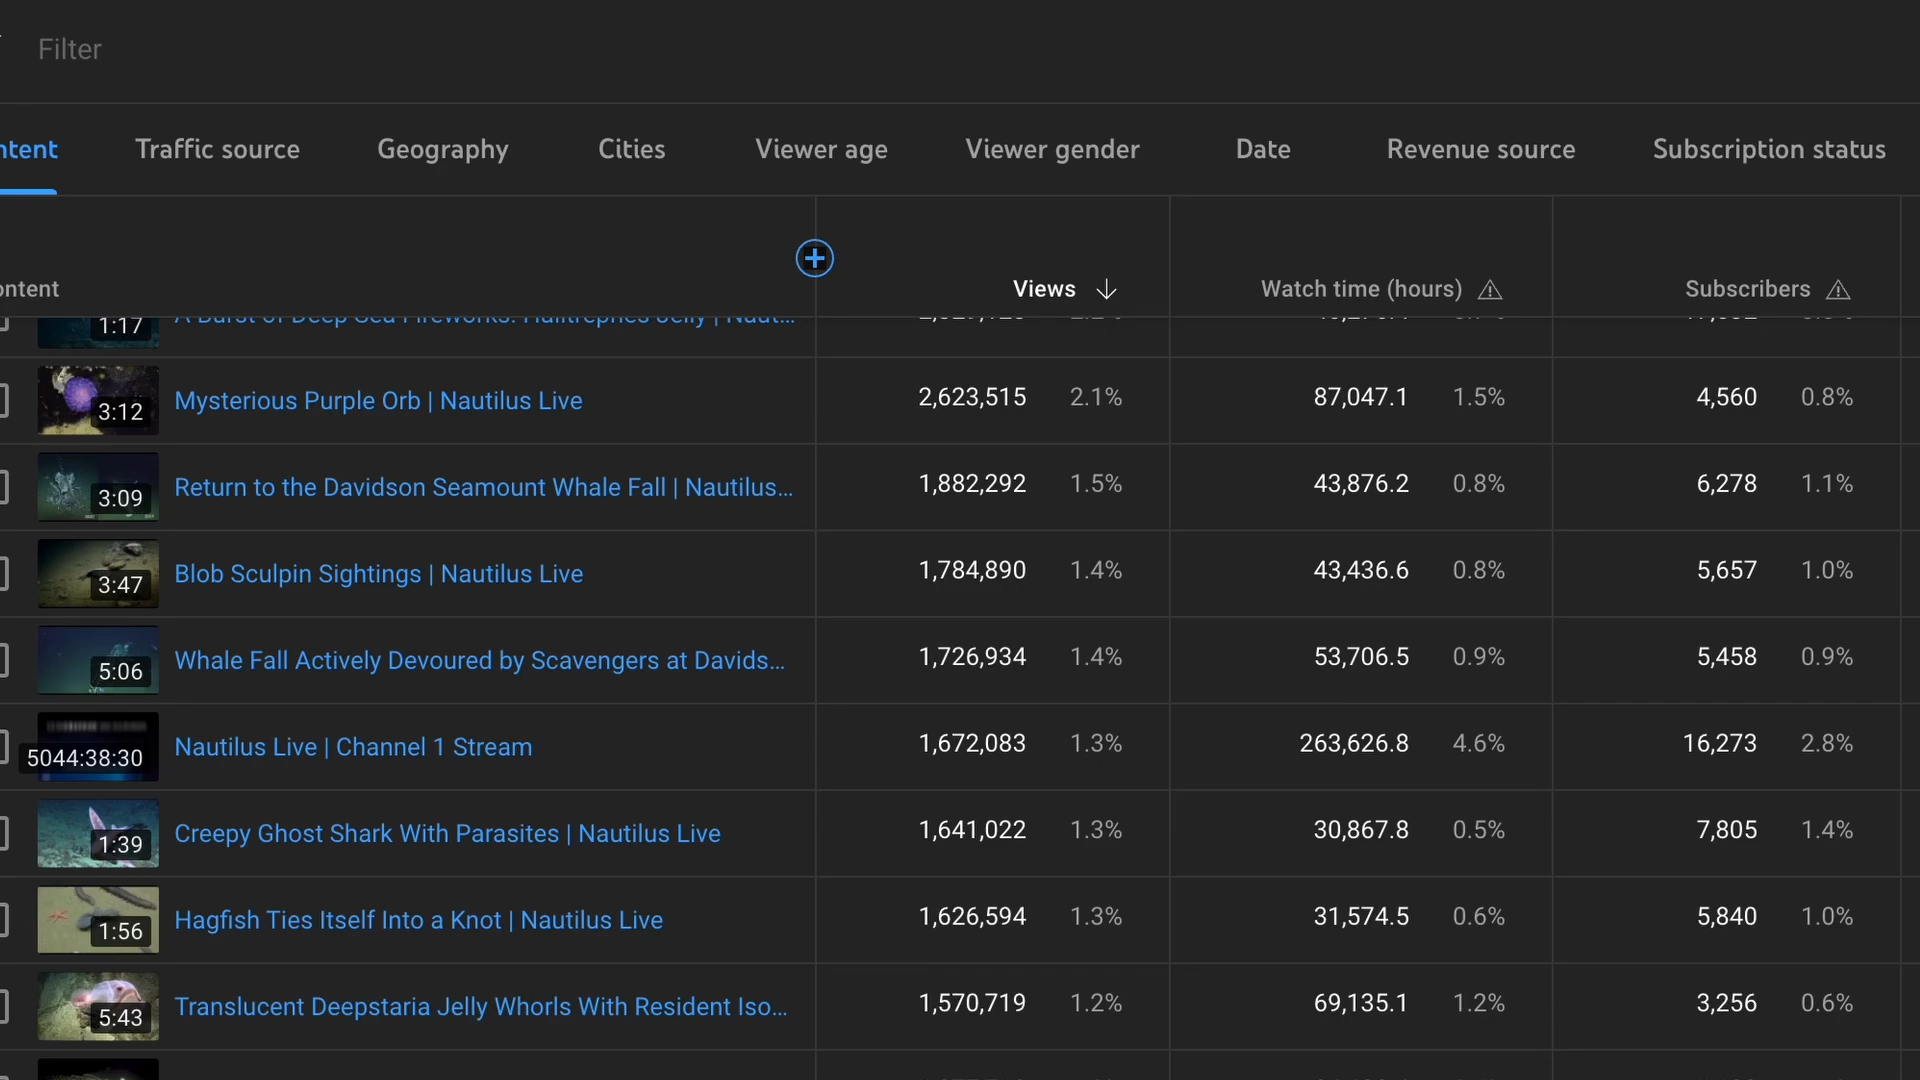 Filter
ntent Traffic source Geography Cities Viewer age Viewer gender Date Revenue source Subscription status
ontent Views Watch time (hours) Subscribers
1:17 A Burst of Deep Sea Fireworks: Halitrephes Jelly | Naut...
3:12 Mysterious Purple Orb | Nautilus Live 2,623,515 2.1% 87,047.1 1.5% 4,560 0.8%
3:09 Return to the Davidson Seamount Whale Fall | Nautilus... 1,882,292 1.5% 43,876.2 0.8% 6,278 1.1%
3:47 Blob Sculpin Sightings | Nautilus Live 1,784,890 1.4% 43,436.6 0.8% 5,657 1.0%
5:06 Whale Fall Actively Devoured by Scavengers at Davids... 1,726,934 1.4% 53,706.5 0.9% 5,458 0.9%
5044:38:30 Nautilus Live | Channel 1 Stream 1,672,083 1.3% 263,626.8 4.6% 16,273 2.8%
1:39 Creepy Ghost Shark With Parasites | Nautilus Live 1,641,022 1.3% 30,867.8 0.5% 7,805 1.4%
1:56 Hagfish Ties Itself Into a Knot | Nautilus Live 1,626,594 1.3% 31,574.5 0.6% 5,840 1.0%
5:43 Translucent Deepstaria Jelly Whorls With Resident Iso... 1,570,719 1.2% 69,135.1 1.2% 3,256 0.6%